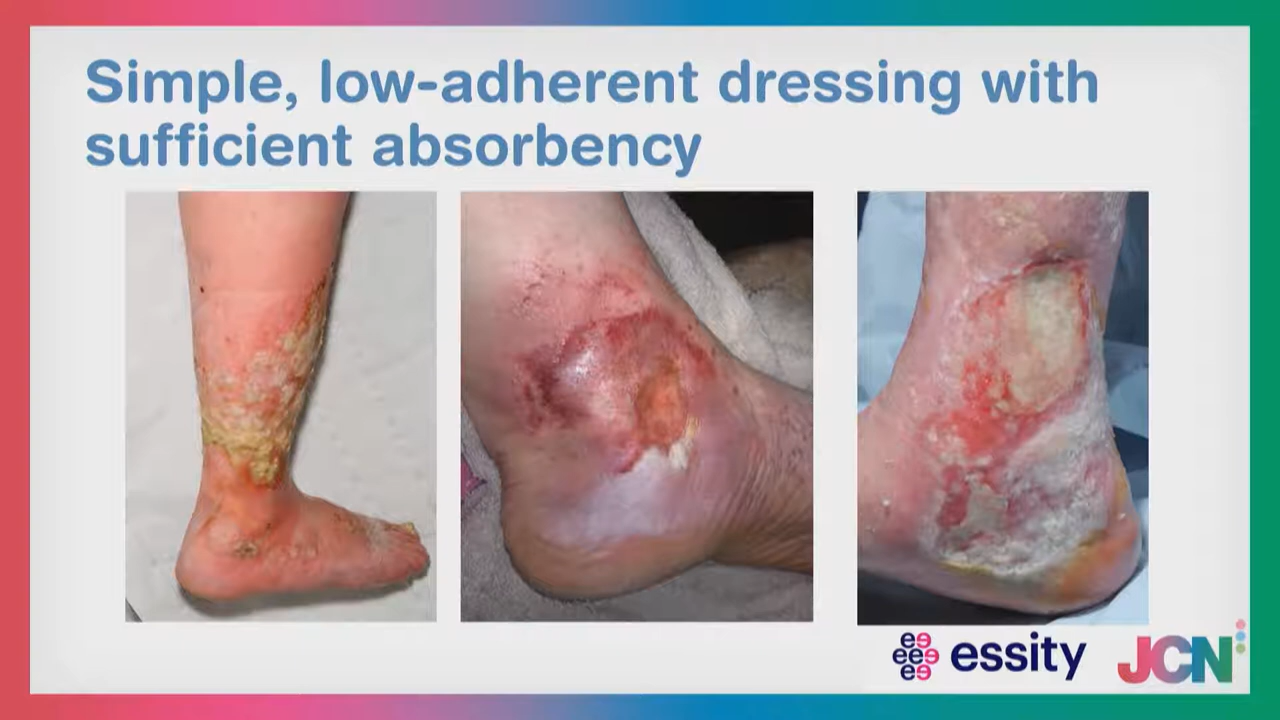 Simple, low-adherent dressing with
sufficient absorbency
essity
JCN